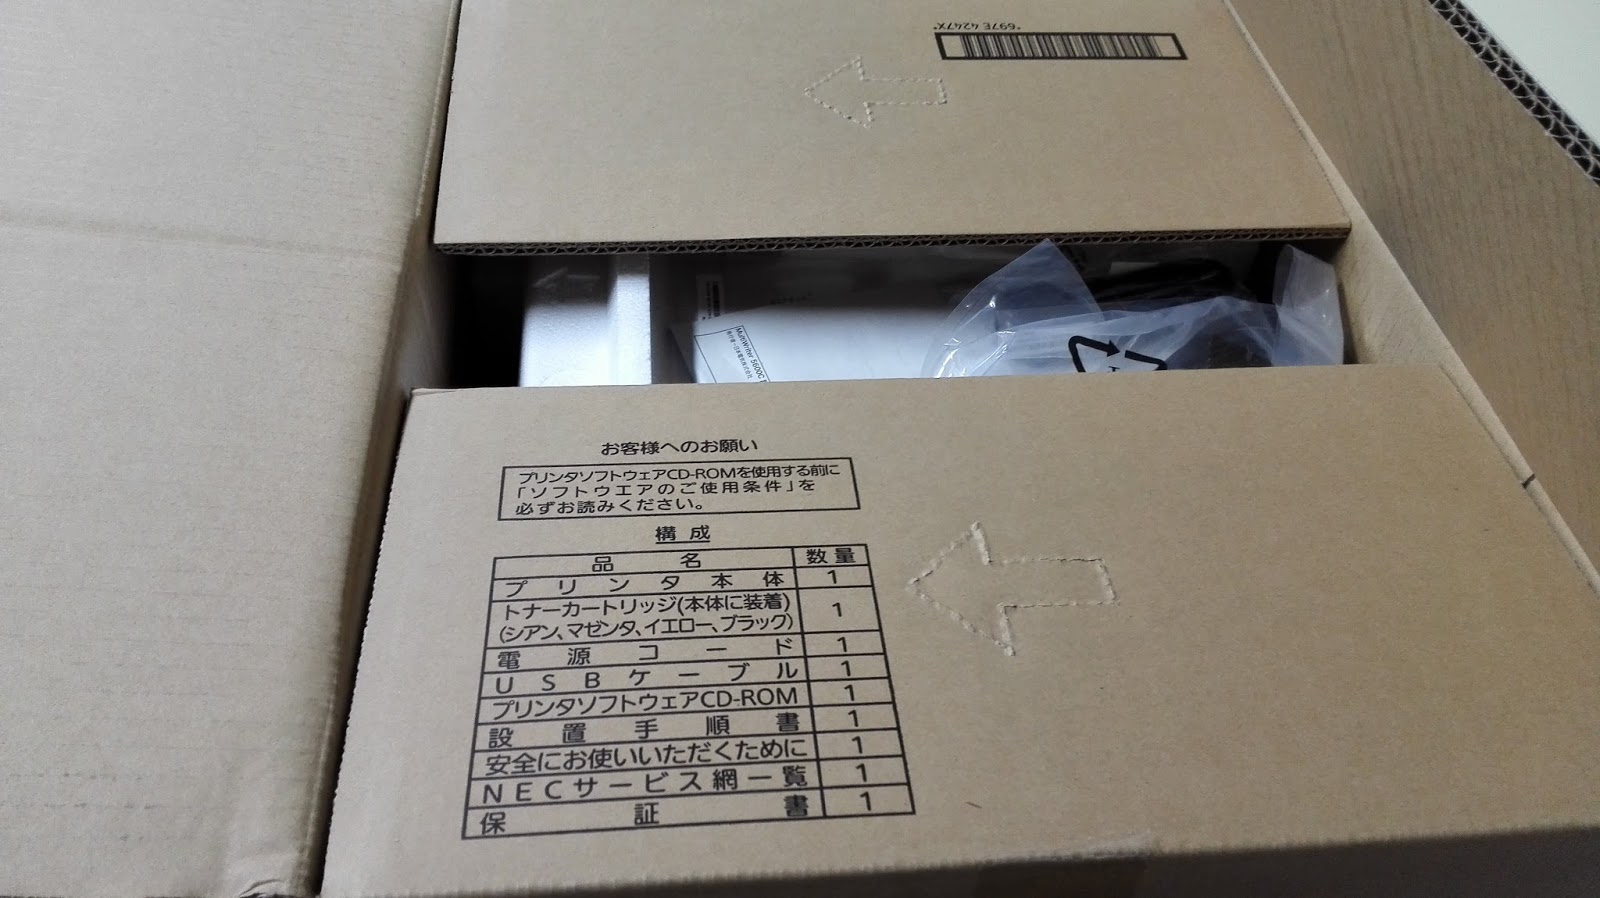 *697E 4247X*
MultiWriter 5600C
お客様へのお願い
プリンタソフトウェアCD-ROMを使用する前に
「ソフトウエアのご使用条件」を
必ずお読みください。
構成
品名 数量
プリンタ本体 1
トナーカートリッジ(本体に装着)
(シアン、マゼンタ、イエロー、ブラック) 1
電源コード 1
USBケーブル 1
プリンタソフトウェアCD-ROM 1
設置手順書 1
安全にお使いいただくために 1
NECサービス網一覧 1
保証書 1